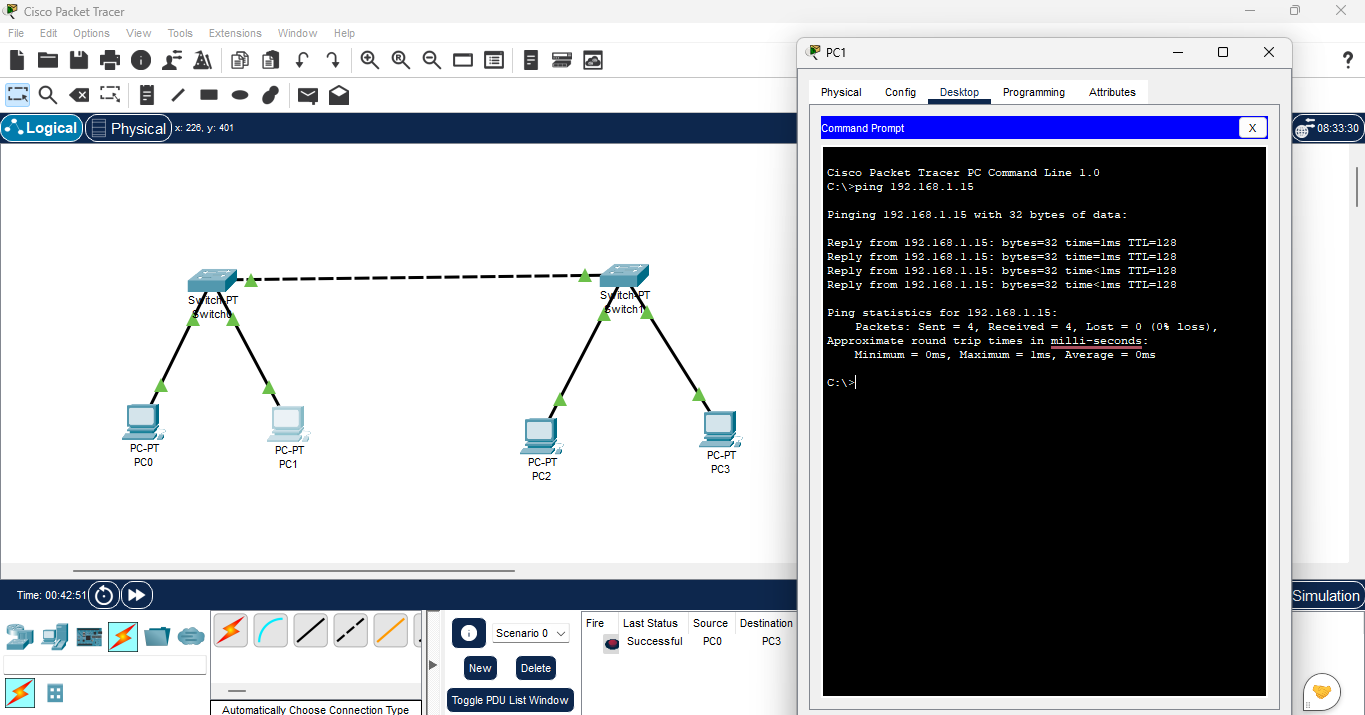 Cisco Packet Tracer
File Edit Options View Tools Extensions Window Help
Logical
Physical
x: 226, y: 401
08:33:30
Switch-PT
Switch0
Switch-PT
Switch1
PC-PT
PC0
PC-PT
PC1
PC-PT
PC2
PC-PT
PC3
Time: 00:42:51
Simulation
Scenario 0
New
Delete
Toggle PDU List Window
Fire Last Status Source Destination
Successful PC0 PC3
Automatically Choose Connection Type
PC1
Physical Config Desktop Programming Attributes
Command Prompt
X
Cisco Packet Tracer PC Command Line 1.0
C:\>ping 192.168.1.15
Pinging 192.168.1.15 with 32 bytes of data:
Reply from 192.168.1.15: bytes=32 time=1ms TTL=128
Reply from 192.168.1.15: bytes=32 time=1ms TTL=128
Reply from 192.168.1.15: bytes=32 time<1ms TTL=128
Reply from 192.168.1.15: bytes=32 time<1ms TTL=128
Ping statistics for 192.168.1.15:
Packets: Sent = 4, Received = 4, Lost = 0 (0% loss),
Approximate round trip times in milli-seconds:
Minimum = 0ms, Maximum = 1ms, Average = 0ms
C:\>